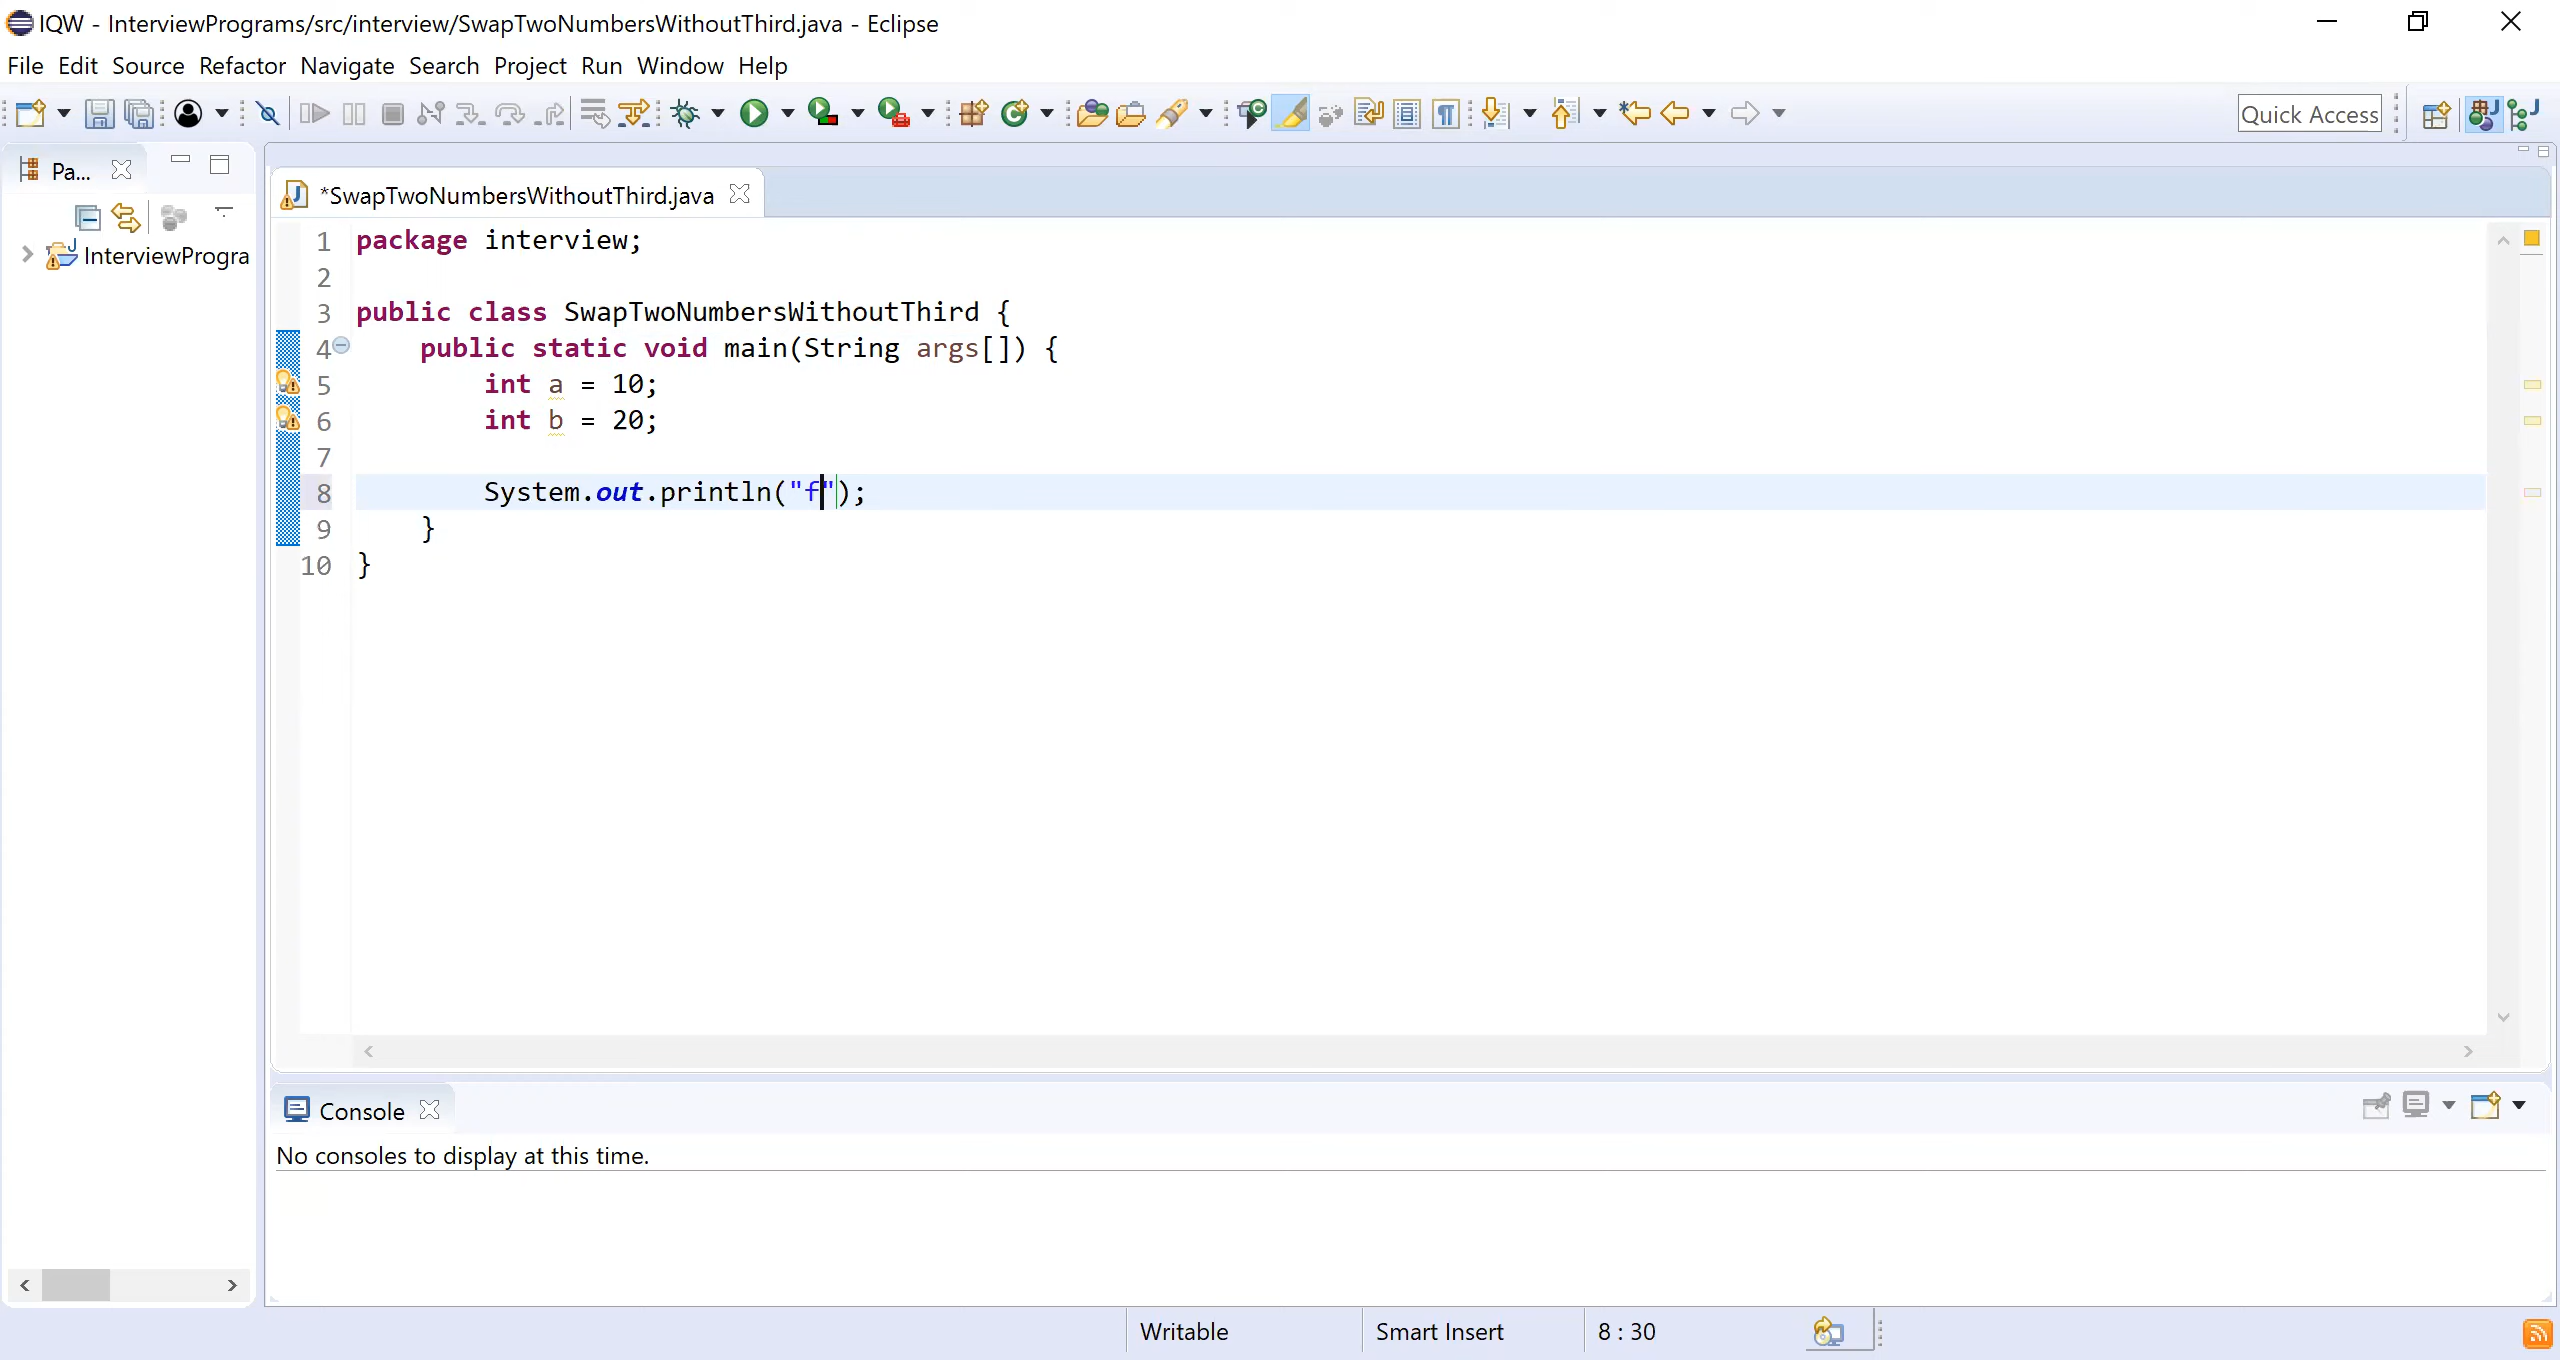 IQW - InterviewPrograms/src/interview/SwapTwoNumbersWithoutThird.java - Eclipse
File Edit Source Refactor Navigate Search Project Run Window Help
Quick Access
Pa...
*SwapTwoNumbersWithoutThird.java
InterviewProgra
1 package interview;
2
3 public class SwapTwoNumbersWithoutThird {
4 public static void main(String args[]) {
5 int a = 10;
6 int b = 20;
7
8 System.out.println("f");
9 }
10 }
Console
No consoles to display at this time.
Writable Smart Insert 8 : 30